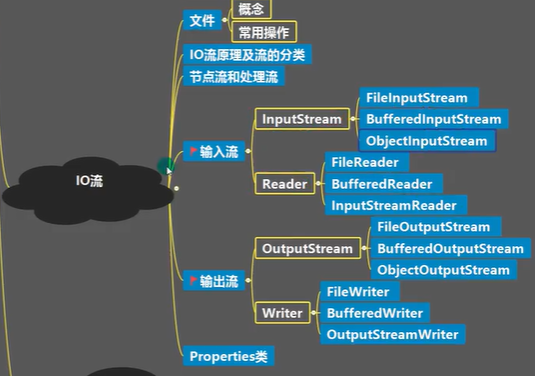 概念
文件
常用操作
IO流原理及流的分类
节点流和处理流
FileInputStream
InputStream
BufferedInputStream
ObjectInputStream
输入流
FileReader
Reader
BufferedReader
InputStreamReader
IO流
FileOutputStream
OutputStream
BufferedOutputStream
ObjectOutputStream
输出流
FileWriter
Writer
BufferedWriter
OutputStreamWriter
Properties类